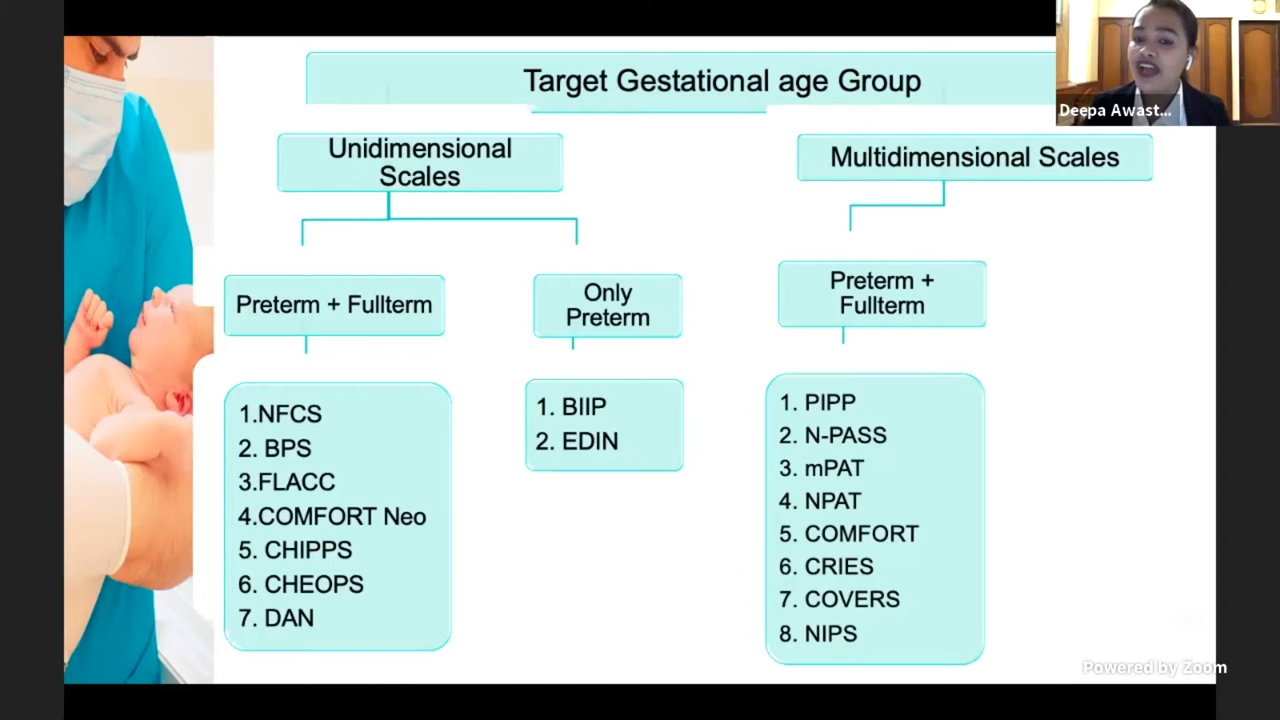 Target Gestational age Group
Deepa Awast...
Unidimensional
Scales
Multidimensional Scales
Preterm + Fullterm
Only
Preterm
Preterm +
Fullterm
1.NFCS
2. BPS
3.FLACC
4.COMFORT Neo
5. CHIPPS
6. CHEOPS
7. DAN
1. BIIP
2. EDIN
1. PIPP
2. N-PASS
3. mPAT
4. NPAT
5. COMFORT
6. CRIES
7. COVERS
8. NIPS
Powered by Zoom